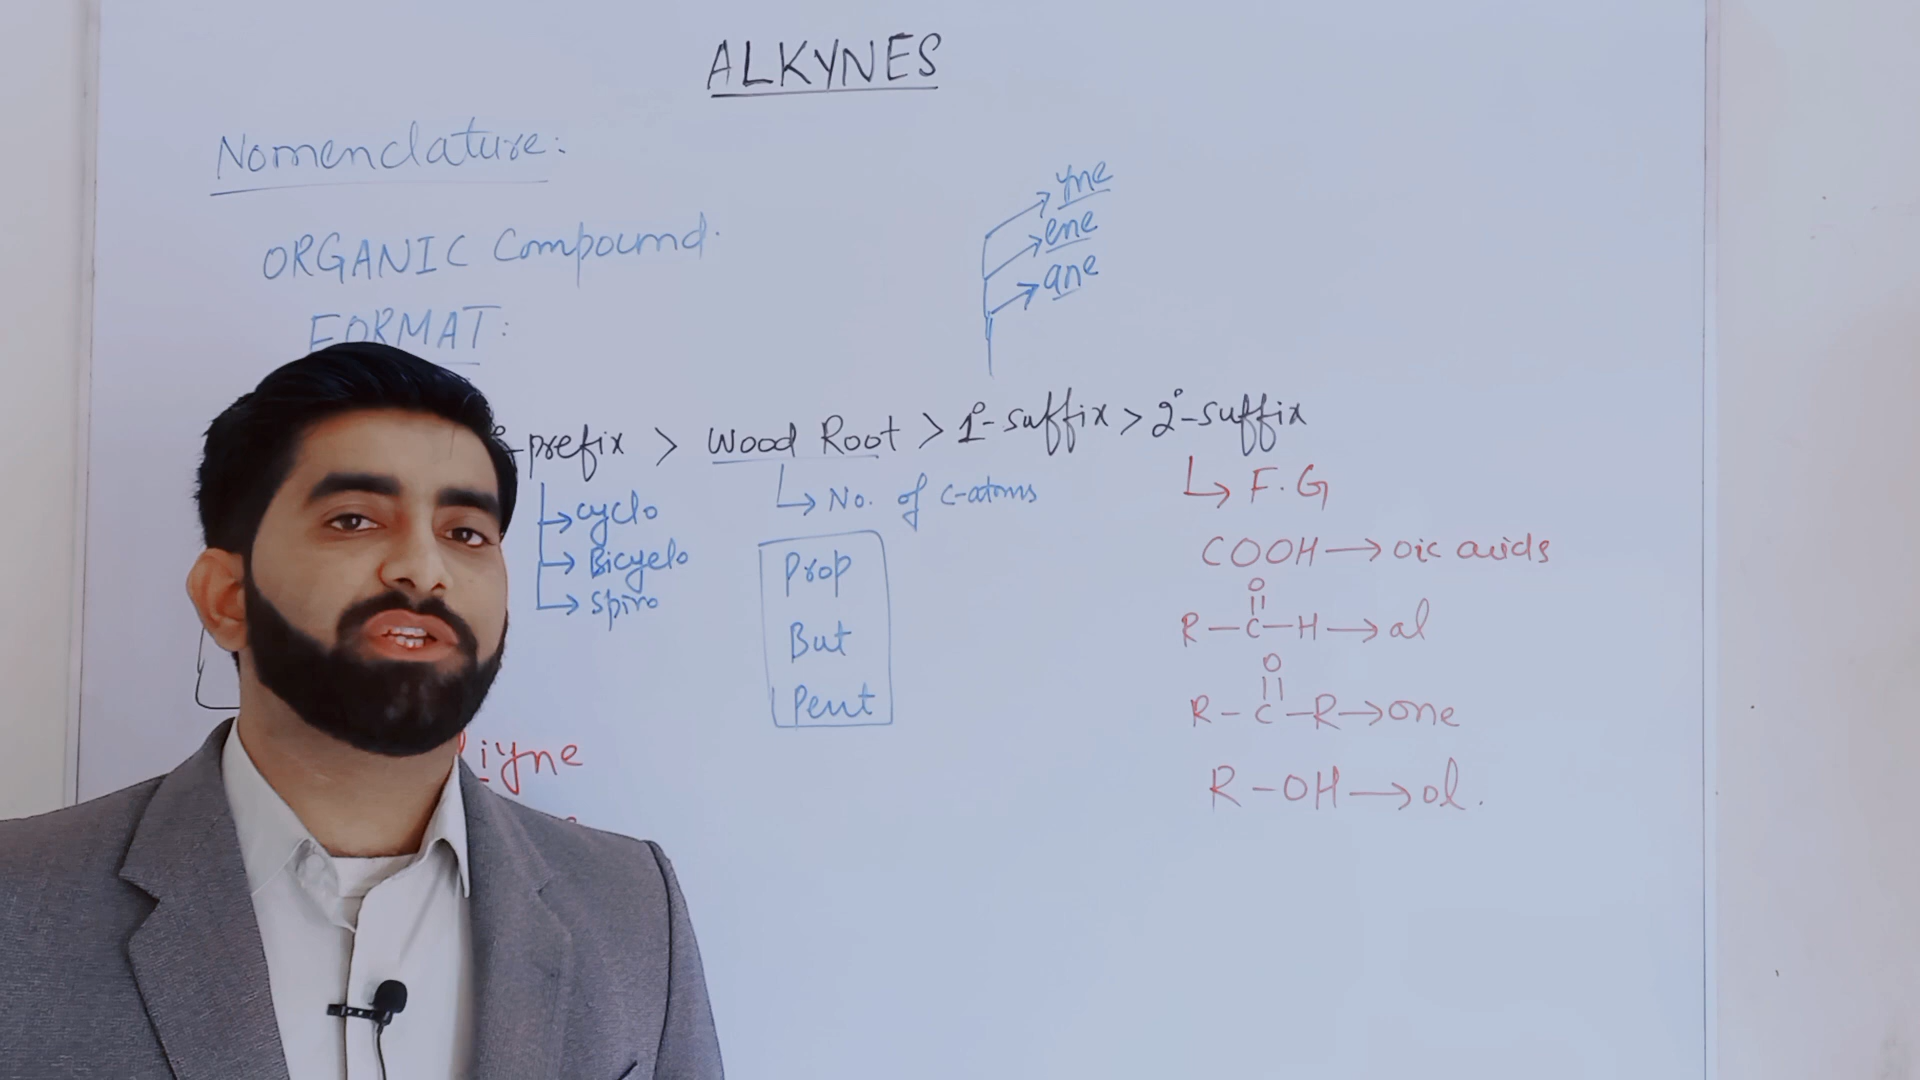 ALKYNES
Nomenclature:
ORGANIC Compound.
FORMAT:
yne
ene
ane
-prefix > Wood Root > 1°-suffix > 2°-suffix
cyclo
Bicyclo
spiro
No. of C-atoms
Prop
But
Pent
F.G
COOH → oic acids
O
R-C-H → al
O
R-C-R → one
R-OH → ol.
iyne